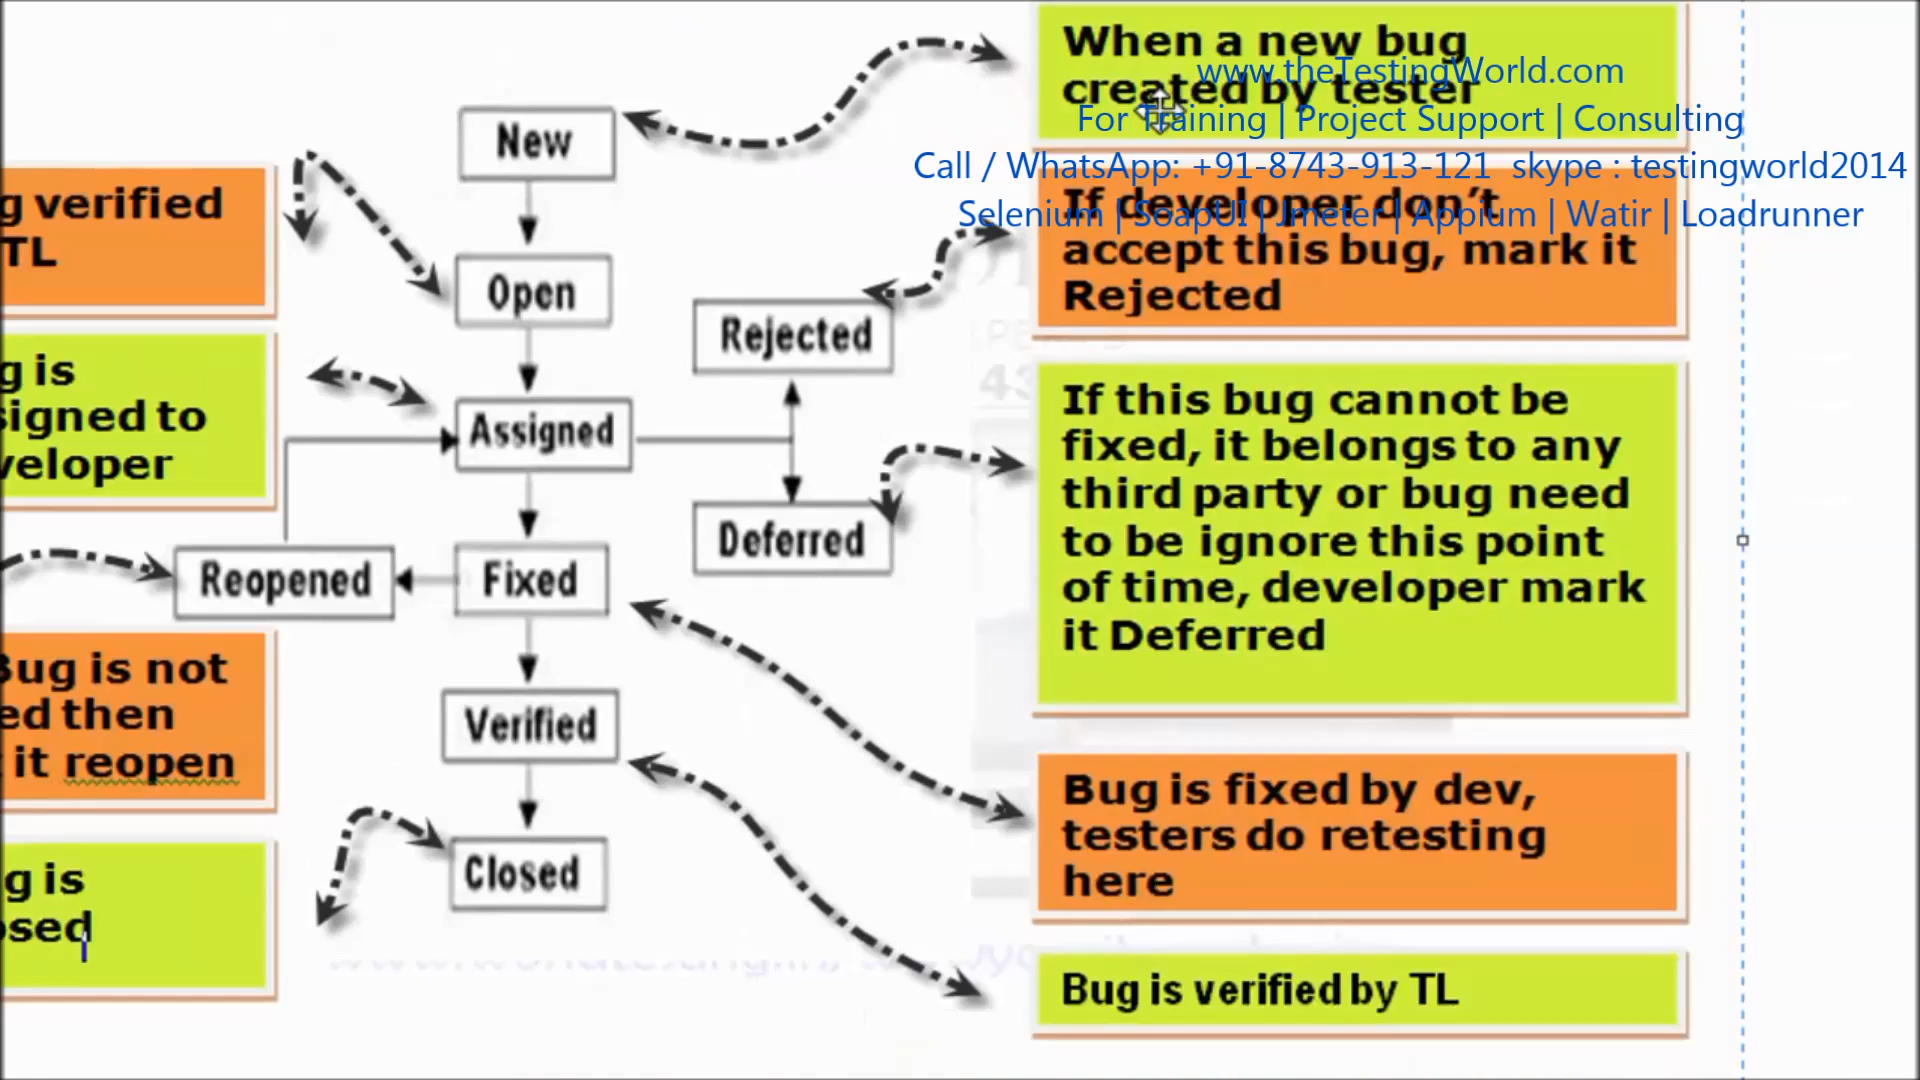 When a new bug
created by tester
www.theTestingWorld.com
For Training | Project Support | Consulting
Call / WhatsApp: +91-8743-913-121 skype : testingworld2014
Selenium | SoapUI | Jmeter | Appium | Watir | Loadrunner
If developer don't
accept this bug, mark it
Rejected
If this bug cannot be
fixed, it belongs to any
third party or bug need
to be ignore this point
of time, developer mark
it Deferred
Bug is fixed by dev,
testers do retesting
here
Bug is verified by TL
New
Open
Assigned
Fixed
Verified
Closed
Rejected
Deferred
Reopened
g verified
TL
g is
signed to
veloper
Bug is not
ed then
it reopen
g is
osed